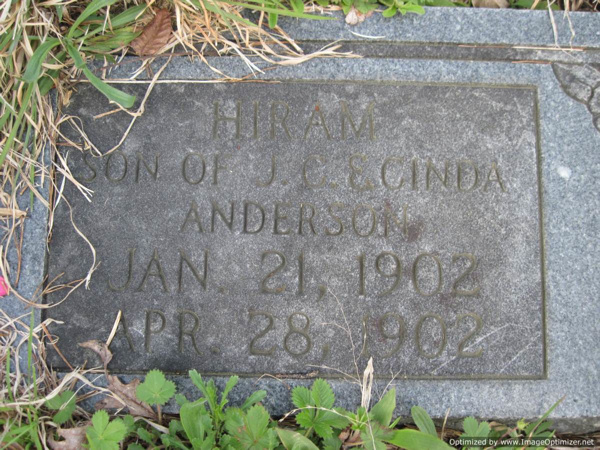 HIRAM
SON OF J. C. & CINDA
ANDERSON
JAN. 21, 1902
APR. 28, 1902
Optimized by www.ImageOptimizer.net